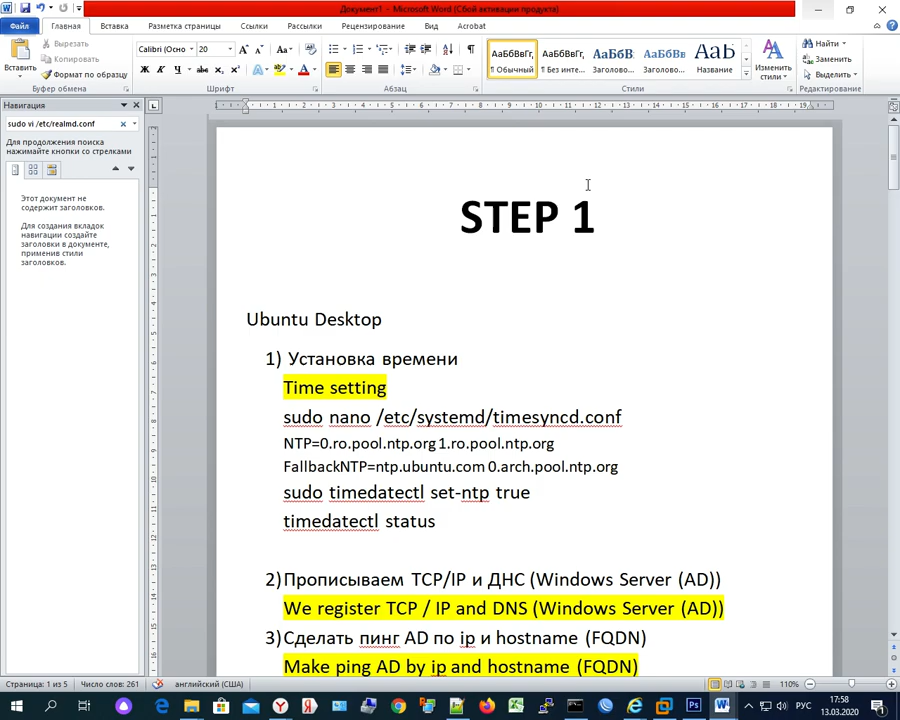 Документ1 - Microsoft Word (Сбой активации продукта)
Файл Главная Вставка Разметка страницы Ссылки Рассылки Рецензирование Вид Acrobat
Вставить
Вырезать
Копировать
Формат по образцу
Буфер обмена
Calibri (Осно 20
Шрифт
Абзац
АаБбВвГг, АаБбВвГг, АаБбВ АаБбВвГ АаБ
¶ Обычный ¶ Без инте... Заголово... Заголово... Название
Стили
Изменить
стили
Найти
Заменить
Выделить
Редактирование
Навигация
sudo vi /etc/realmd.conf
Для продолжения поиска
нажимайте кнопки со стрелками
Этот документ не
содержит заголовков.
Для создания вкладок
навигации создайте
заголовки в документе,
применив стили
заголовков.
STEP 1
Ubuntu Desktop
1) Установка времени
Time setting
sudo nano /etc/systemd/timesyncd.conf
NTP=0.ro.pool.ntp.org 1.ro.pool.ntp.org
FallbackNTP=ntp.ubuntu.com 0.arch.pool.ntp.org
sudo timedatectl set-ntp true
timedatectl status
2)Прописываем TCP/IP и ДНС (Windows Server (AD))
We register TCP / IP and DNS (Windows Server (AD))
3)Сделать пинг AD по ip и hostname (FQDN)
Make ping AD by ip and hostname (FQDN)
Страница: 1 из 5 Число слов: 261 английский (США) 110%
РУС 17:58
13.03.2020